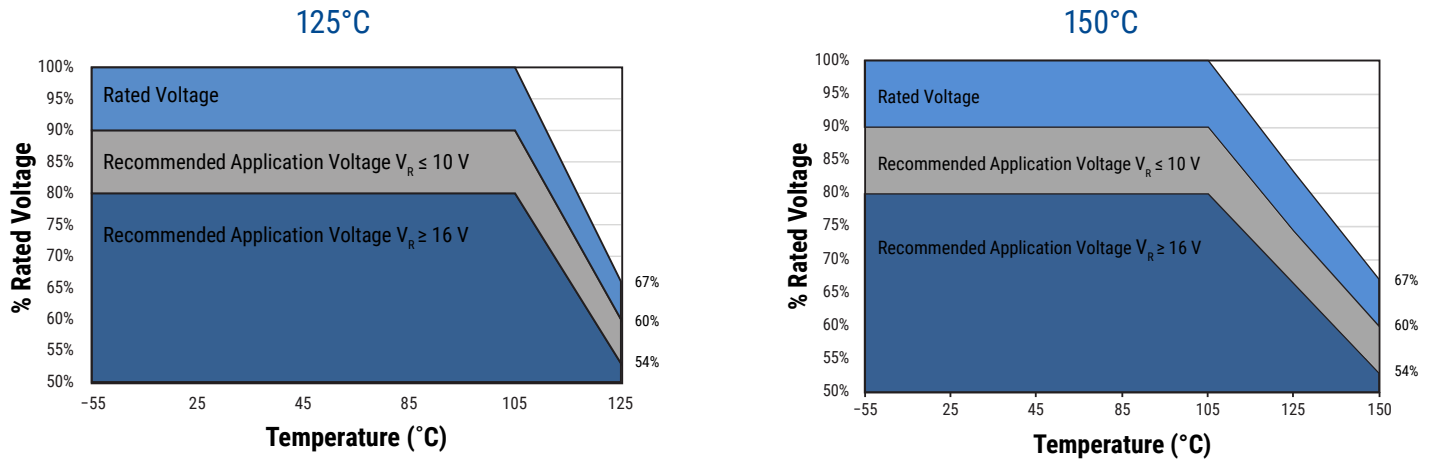 125°C
100%
95%
90%
85%
80%
75%
70%
65%
60%
55%
50%
% Rated Voltage
Rated Voltage
Recommended Application Voltage VR ≤ 10 V
Recommended Application Voltage VR ≥ 16 V
67%
60%
54%
−55 25 45 85 105 125
Temperature (°C)
150°C
100%
95%
90%
85%
80%
75%
70%
65%
60%
55%
50%
% Rated Voltage
Rated Voltage
Recommended Application Voltage VR ≤ 10 V
Recommended Application Voltage VR ≥ 16 V
67%
60%
54%
−55 25 45 85 105 125 150
Temperature (°C)